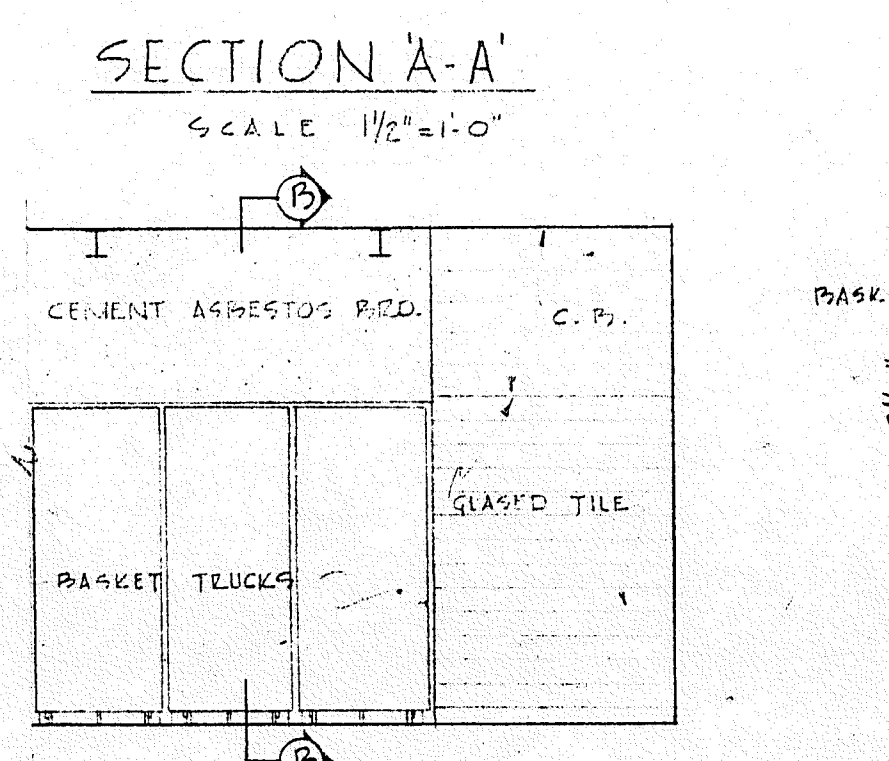 SECTION 'A-A'
SCALE 1½"=1'-0"
B
CEMENT ASBESTOS BRD.
C. B.
BASK
GLASED TILE
BASKET TRUCKS
B